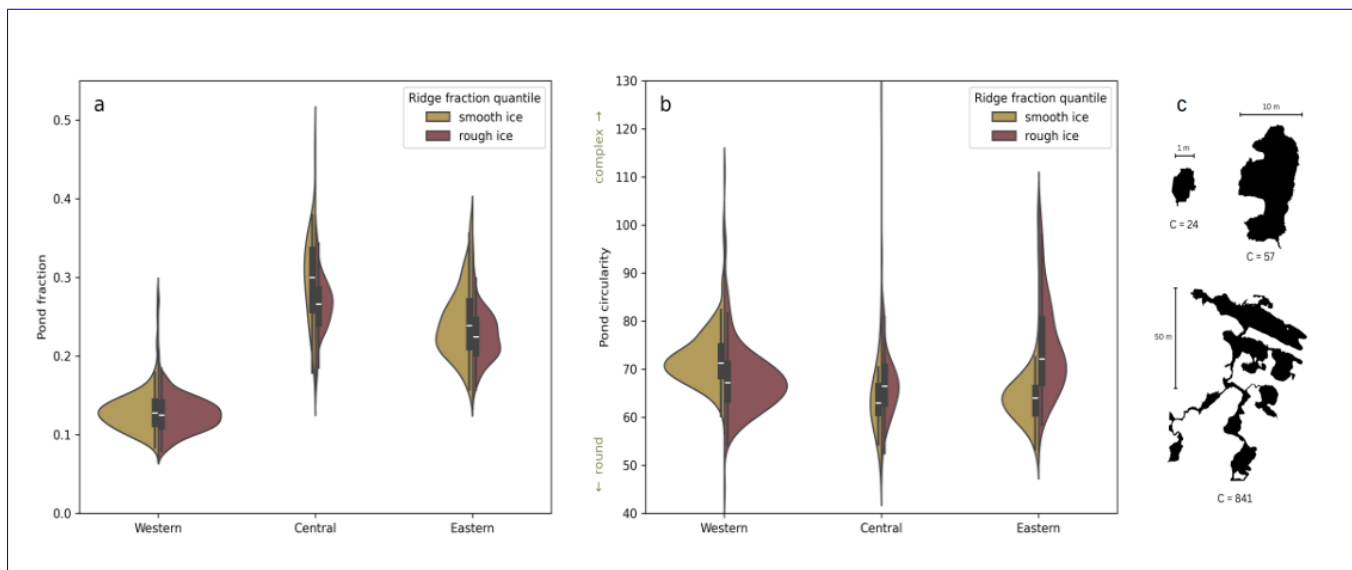 a
Ridge fraction quantile
smooth ice
rough ice
Pond fraction
0.5
0.4
0.3
0.2
0.1
0.0
Western
Central
Eastern
b
Ridge fraction quantile
smooth ice
rough ice
complex →
← round
Pond circularity
130
120
110
100
90
80
70
60
50
40
Western
Central
Eastern
c
10 m
1 m
C = 24
C = 57
50 m
C = 841